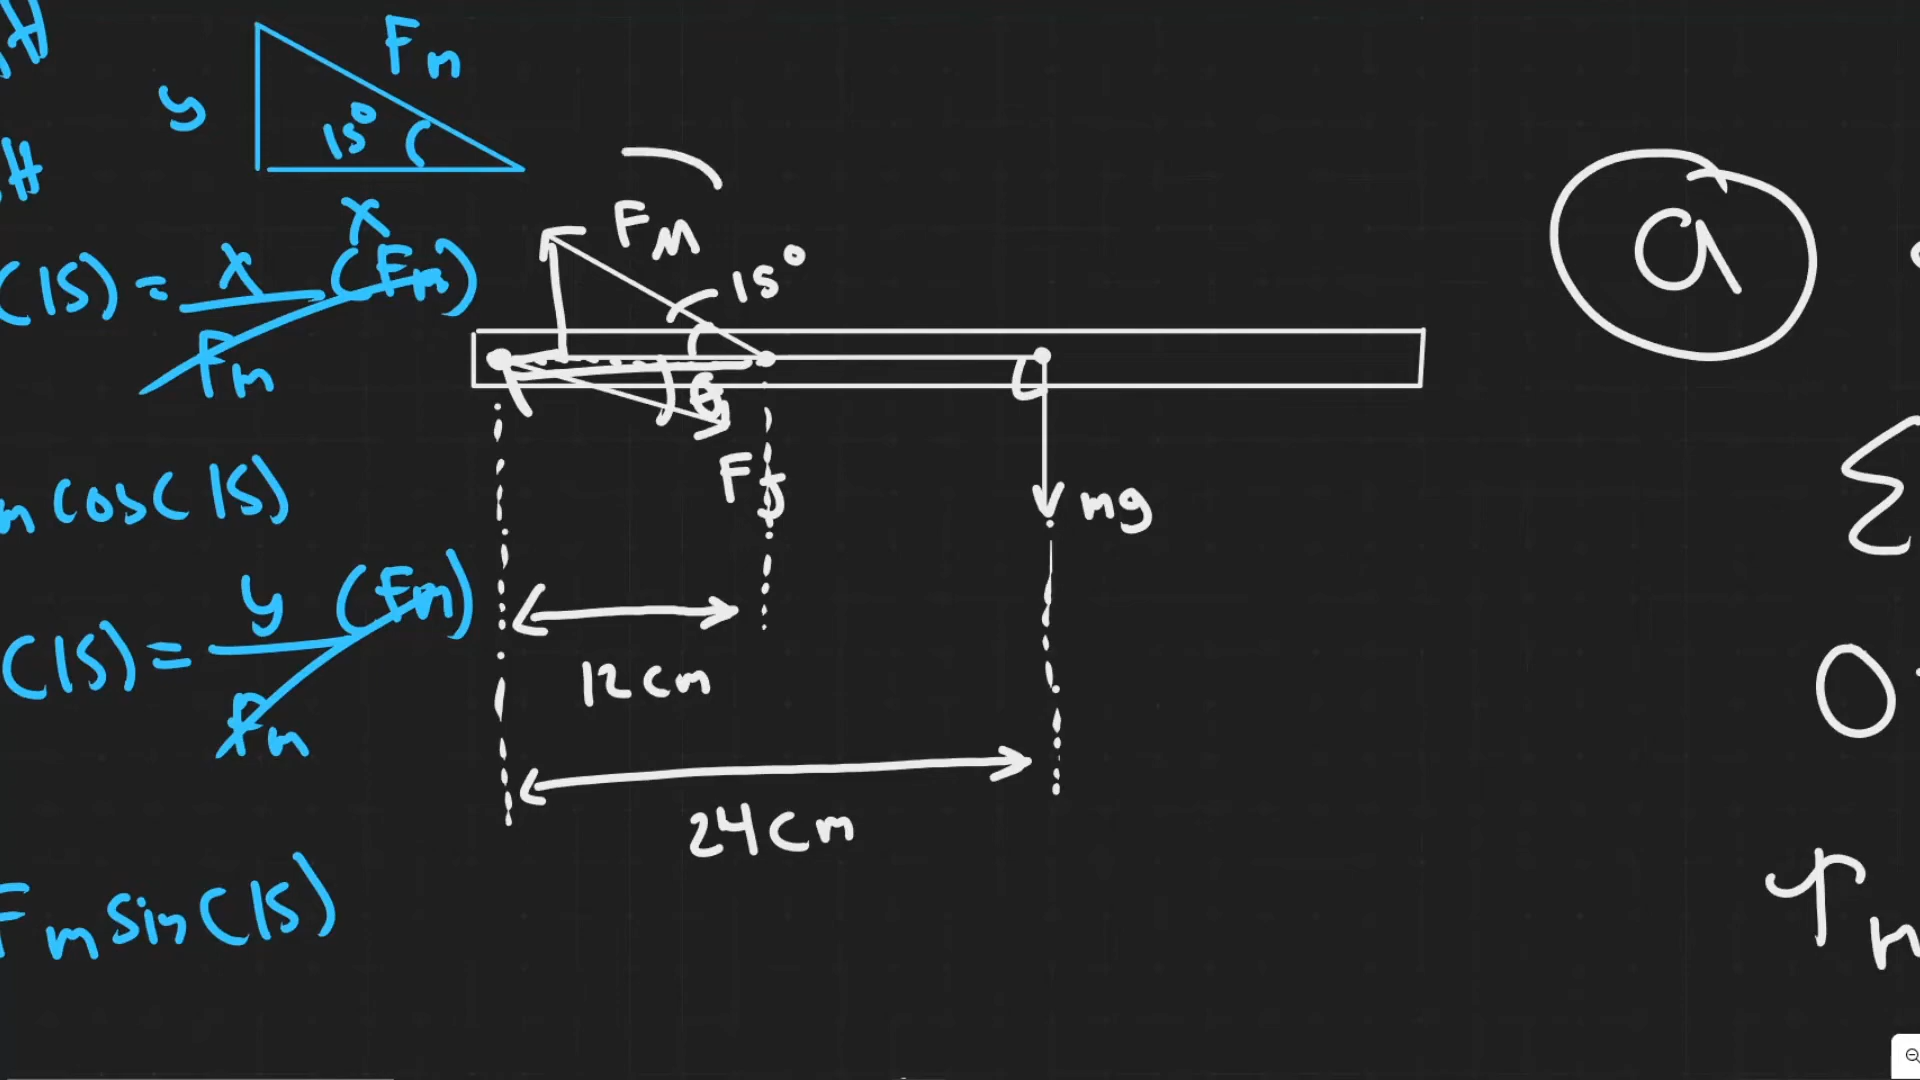 H
y
Fm
15°
H
x
(15) = x/Fm (Fm)
m cos(15)
(15) = y/Fm (Fm)
Fm sin(15)
FM
15°
θ
FJ
mg
12cm
24cm
a
Σ
0
τm